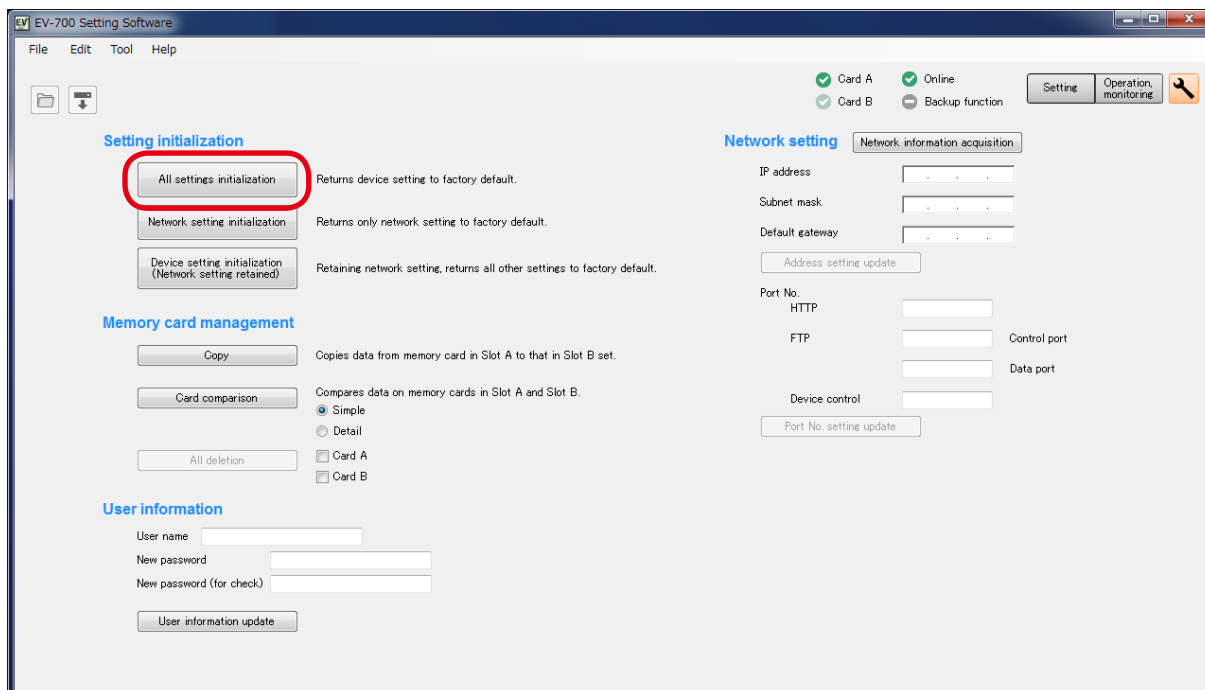 EV EV-700 Setting Software
File Edit Tool Help
Card A Online
Card B Backup function
Setting
Operation,
monitoring
Setting initialization
All settings initialization Returns device setting to factory default.
Network setting initialization Returns only network setting to factory default.
Device setting initialization
(Network setting retained)
Retaining network setting, returns all other settings to factory default.
Memory card management
Copy Copies data from memory card in Slot A to that in Slot B set.
Card comparison Compares data on memory cards in Slot A and Slot B.
Simple
Detail
All deletion Card A
Card B
User information
User name
New password
New password (for check)
User information update
Network setting Network information acquisition
IP address . . .
Subnet mask . . .
Default gateway . . .
Address setting update
Port No.
HTTP
FTP Control port
Data port
Device control
Port No. setting update